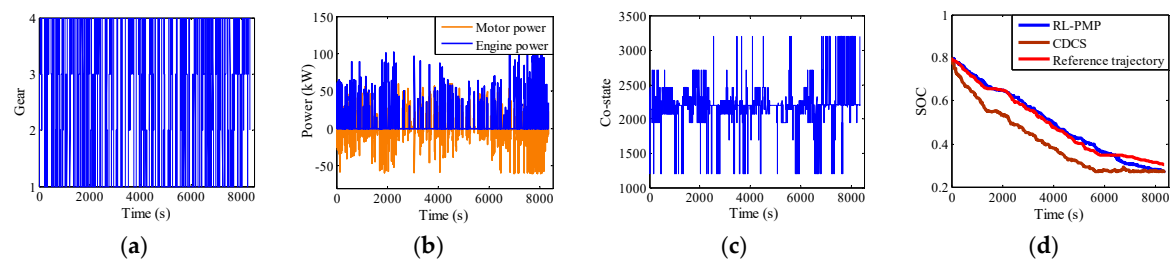 4
3
2
1
0
2000
4000
6000
8000
Gear
Time (s)
(a)
Motor power
Engine power
100
50
0
-50
0
2000
4000
6000
8000
Power (kW)
Time (s)
(b)
3500
3000
2500
2000
1500
1000
0
2000
4000
6000
8000
Co-state
Time (s)
(c)
RL-PMP
CDCS
Reference trajectory
1
0.8
0.6
0.4
0.2
0
2000
4000
6000
8000
SOC
Time (s)
(d)